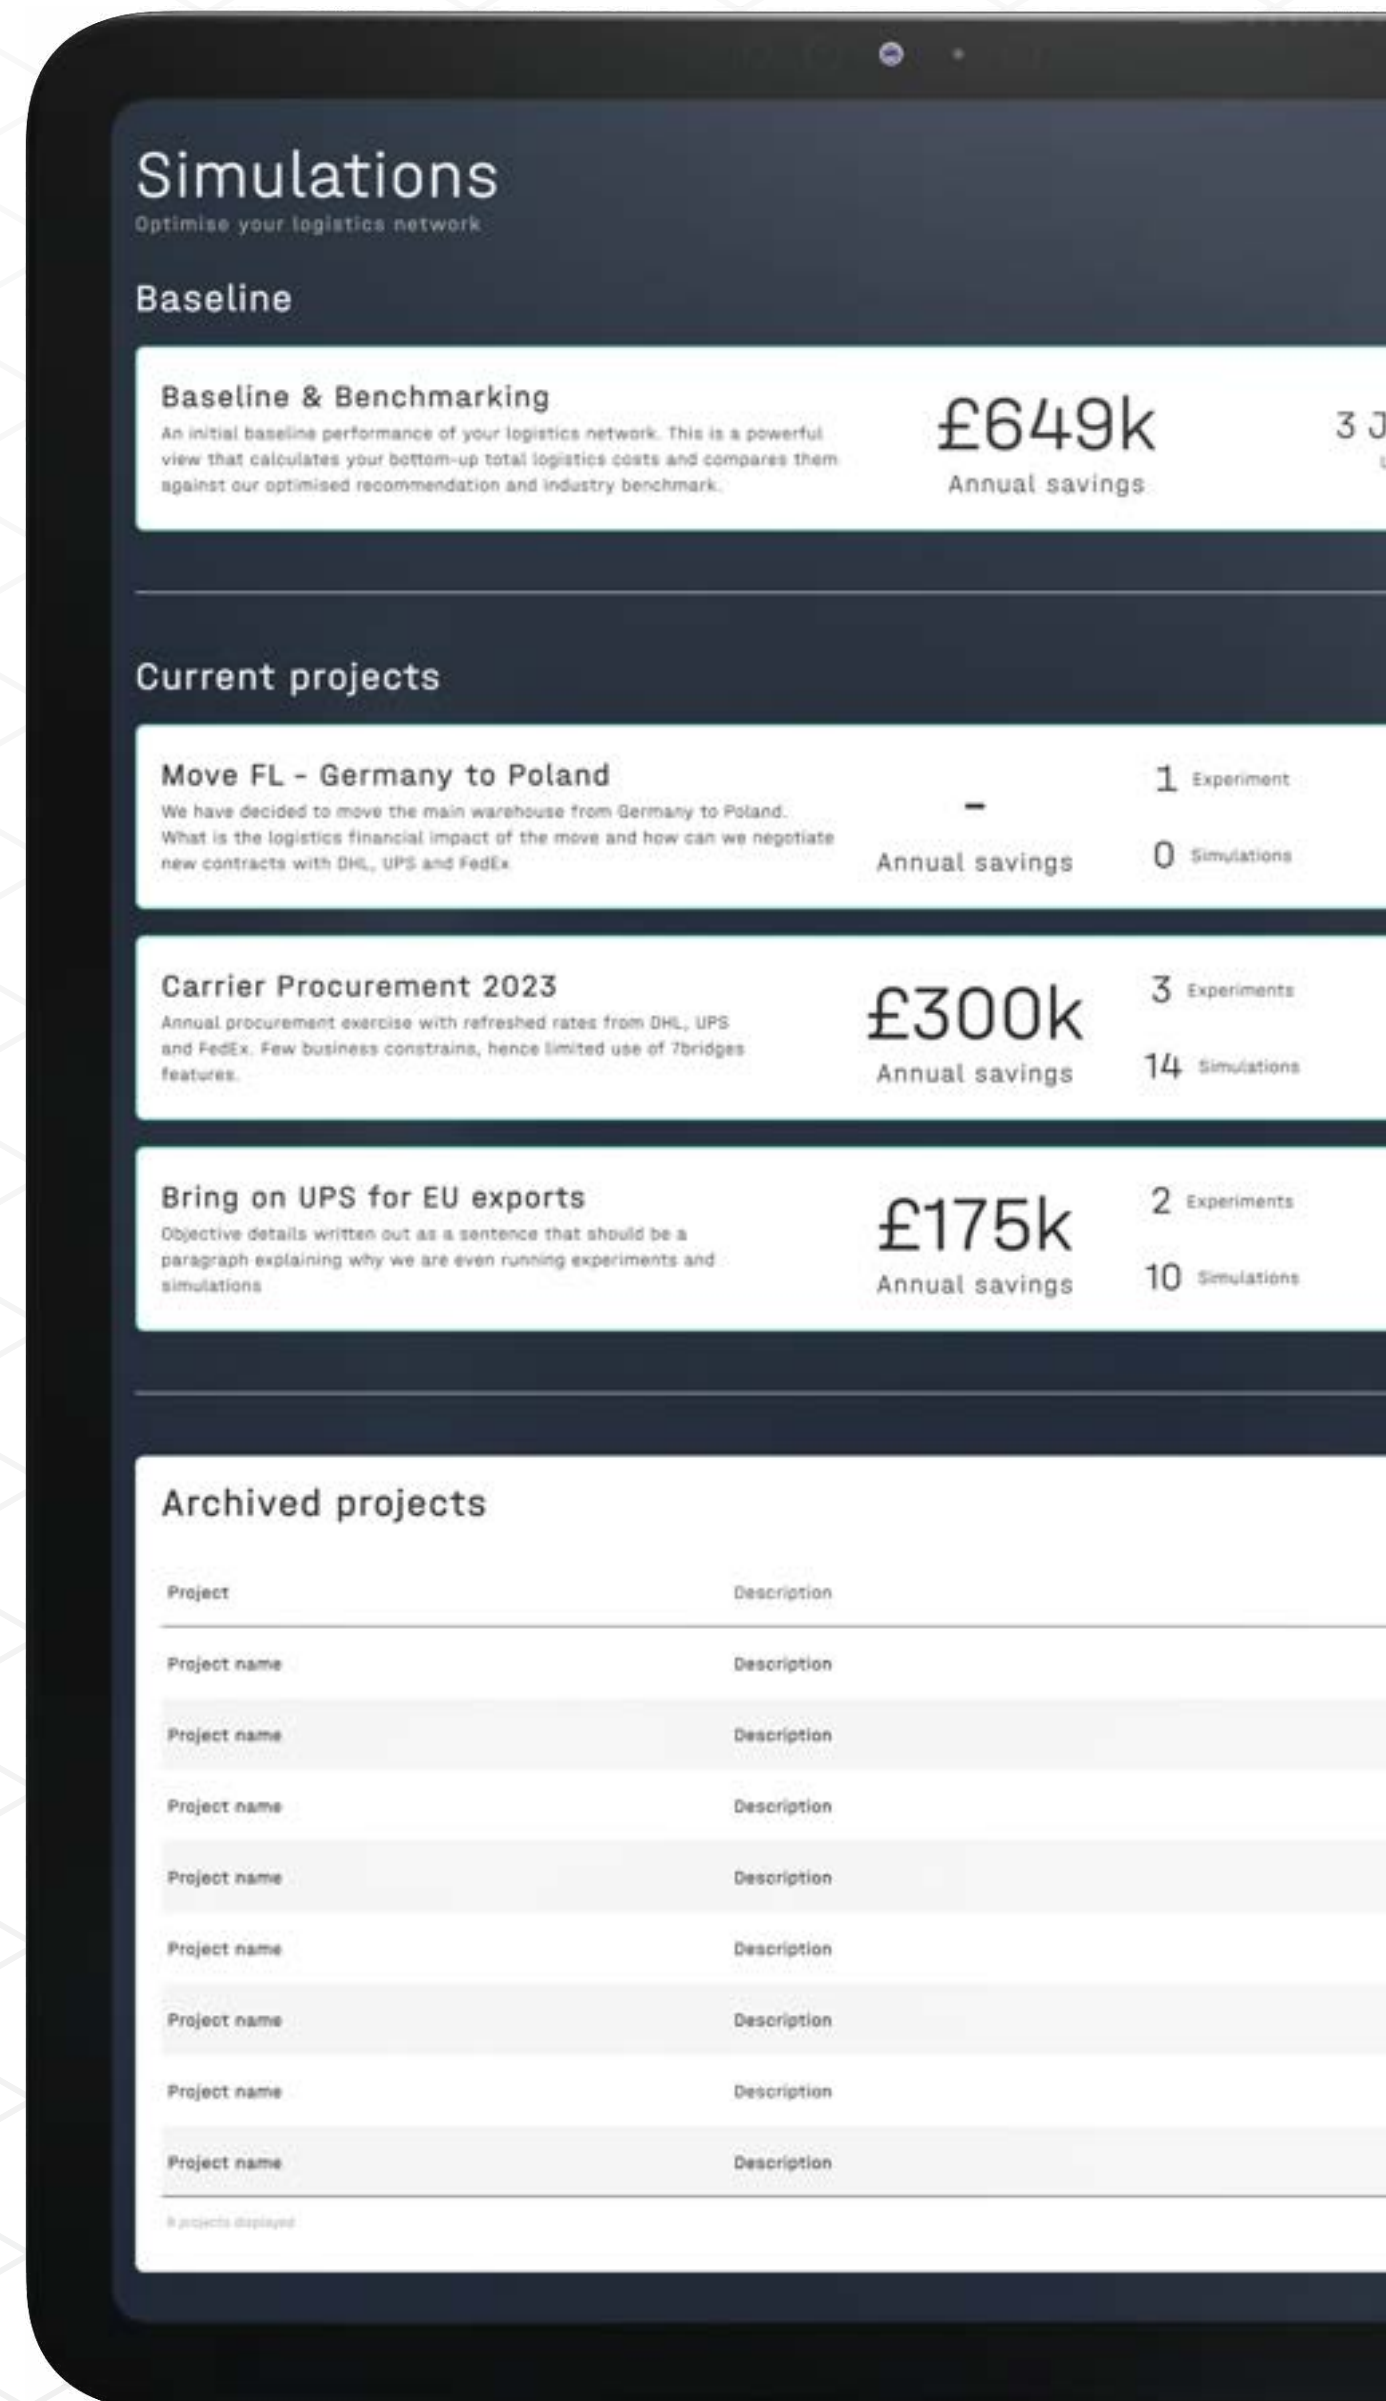 Simulations
Optimise your logistics network
Baseline
Baseline & Benchmarking
An initial baseline performance of your logistics network. This is a powerful
view that calculates your bottom-up total logistics costs and compares them
against our optimised recommendation and industry benchmark.
£649k
Annual savings
3 J
Current projects
Move FL - Germany to Poland
We have decided to move the main warehouse from Germany to Poland.
What is the logistics financial impact of the move and how can we negotiate
new contracts with DHL, UPS and FedEx
-
Annual savings
1 Experiment
0 Simulations
Carrier Procurement 2023
Annual procurement exercise with refreshed rates from DHL, UPS
and FedEx. Few business constrains, hence limited use of 7bridges
features.
£300k
Annual savings
3 Experiments
14 Simulations
Bring on UPS for EU exports
Objective details written out as a sentence that should be a
paragraph explaining why we are even running experiments and
simulations
£175k
Annual savings
2 Experiments
10 Simulations
Archived projects
Project Description
Project name Description
Project name Description
Project name Description
Project name Description
Project name Description
Project name Description
Project name Description
Project name Description
8 projects displayed